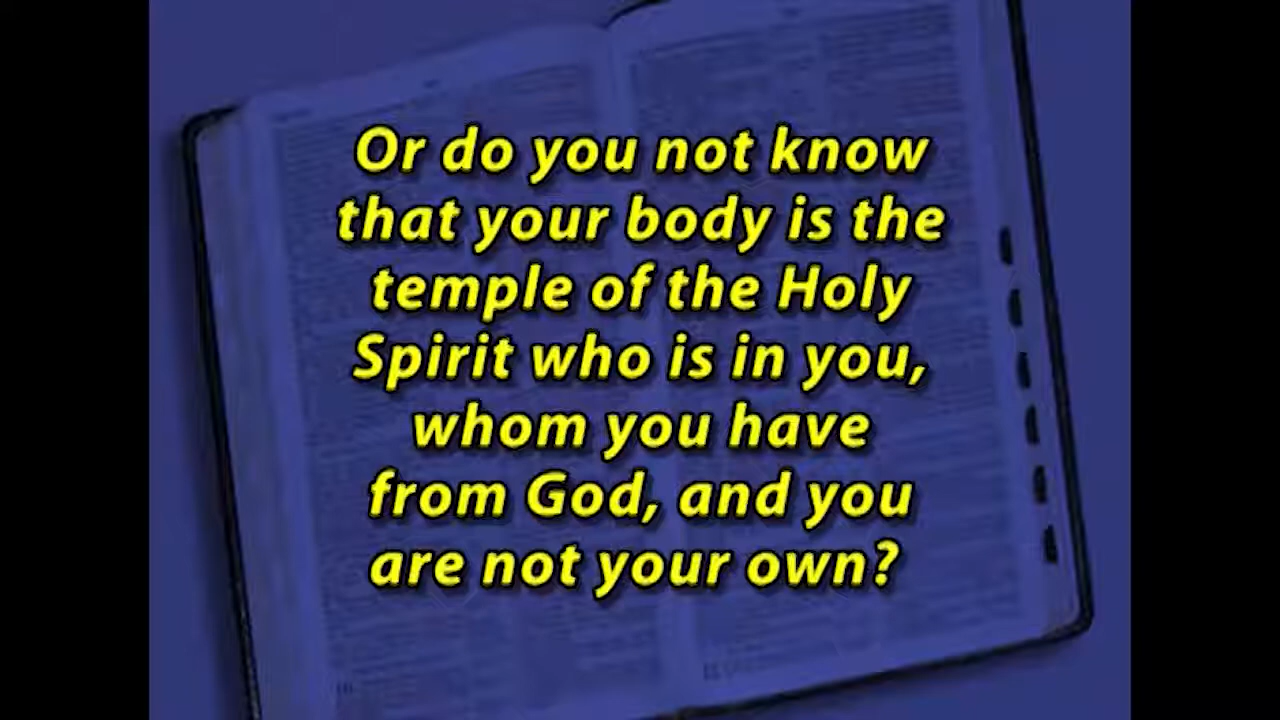 Or do you not know
that your body is the
temple of the Holy
Spirit who is in you,
whom you have
from God, and you
are not your own?